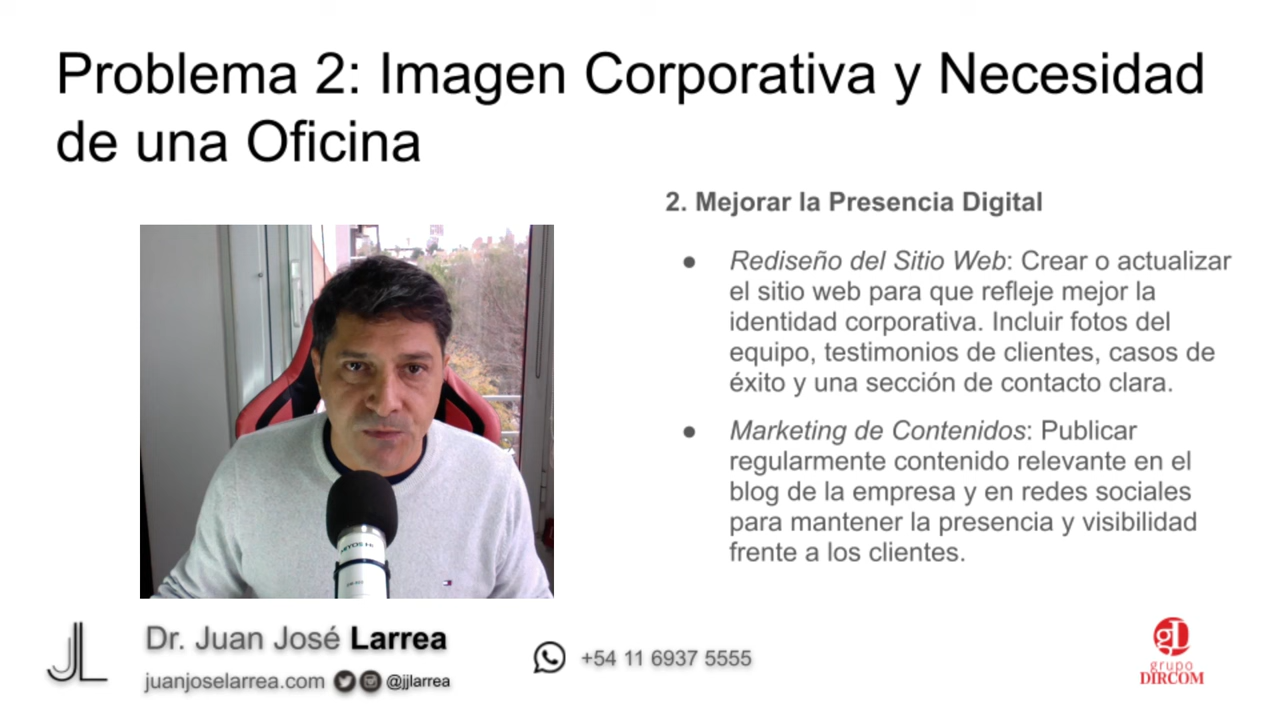 Problema 2: Imagen Corporativa y Necesidad
de una Oficina
2. Mejorar la Presencia Digital
● Rediseño del Sitio Web: Crear o actualizar
el sitio web para que refleje mejor la
identidad corporativa. Incluir fotos del
equipo, testimonios de clientes, casos de
éxito y una sección de contacto clara.
● Marketing de Contenidos: Publicar
regularmente contenido relevante en el
blog de la empresa y en redes sociales
para mantener la presencia y visibilidad
frente a los clientes.
JL
Dr. Juan José Larrea
juanjoselarrea.com @jjlarrea
+54 11 6937 5555
gD
grupo
DIRCOM